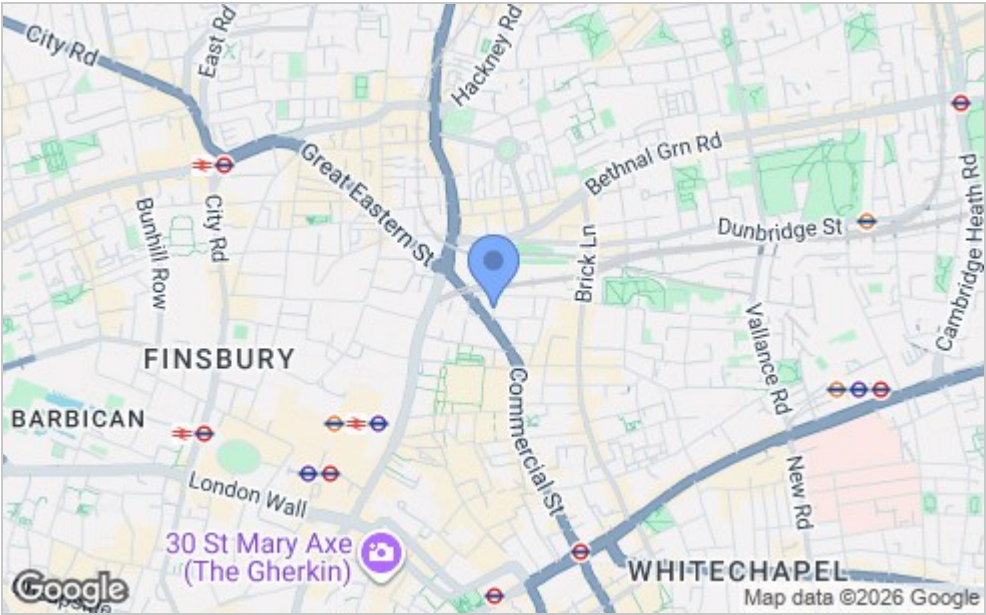 City Rd
East Rd
Hackney Rd
Great Eastern St
Bethnal Grn Rd
Bunhill Row
City Rd
Dunbridge St
Brick Ln
Cambridge Heath Rd
Vallance Rd
FINSBURY
BARBICAN
Commercial St
London Wall
New Rd
30 St Mary Axe
(The Gherkin)
WHITECHAPEL
Google
Map data ©2026 Google